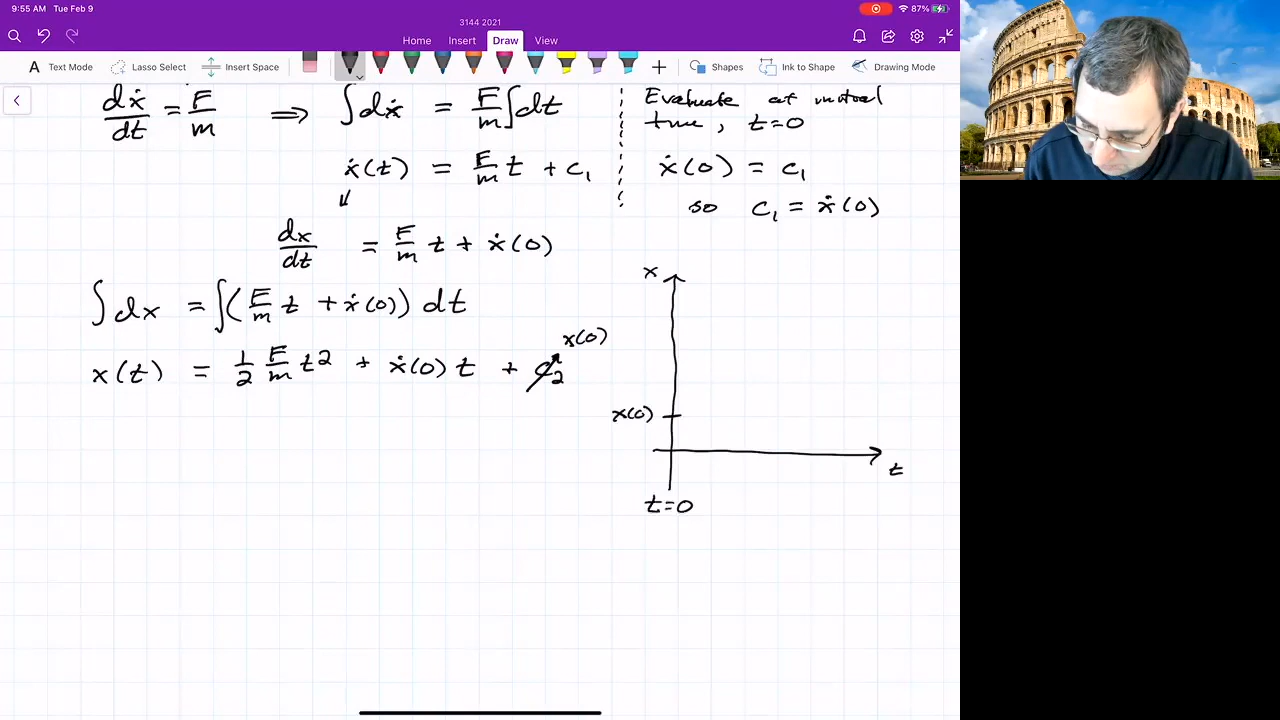 9:55 AM Tue Feb 9
87%
3144 2021
Home Insert Draw View
Text Mode Lasso Select Insert Space Shapes Ink to Shape Drawing Mode
dẋ/dt = F/m ⟹ ∫dẋ = F/m ∫dt
ẋ(t) = F/m t + c₁
dx/dt = F/m t + ẋ(0)
∫dx = ∫(F/m t + ẋ(0)) dt
x(t) = 1/2 F/m t² + ẋ(0) t + c₂ x(0)
Evaluate at initial
time, t=0
ẋ(0) = c₁
so c₁ = ẋ(0)
x
x(0)
t
t=0